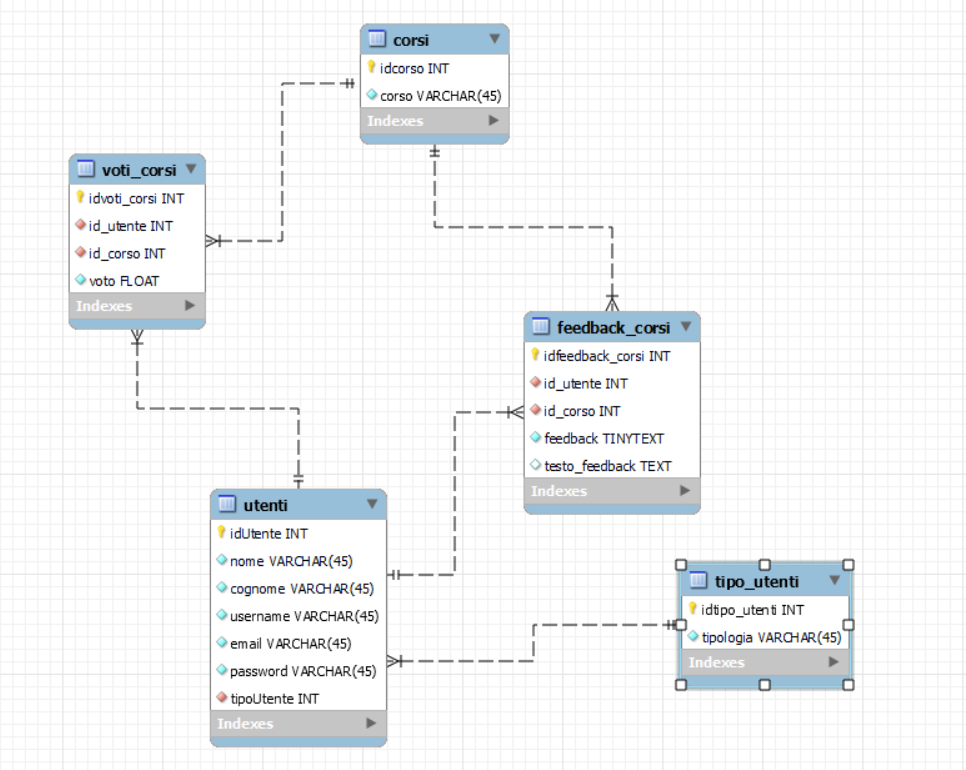 corsi
idcorso INT
corso VARCHAR(45)
Indexes
voti_corsi
idvoti_corsi INT
id_utente INT
id_corso INT
voto FLOAT
Indexes
feedback_corsi
idfeedback_corsi INT
id_utente INT
id_corso INT
feedback TINYTEXT
testo_feedback TEXT
Indexes
utenti
idUtente INT
nome VARCHAR(45)
cognome VARCHAR(45)
username VARCHAR(45)
email VARCHAR(45)
password VARCHAR(45)
tipoUtente INT
Indexes
tipo_utenti
idtipo_utenti INT
tipologia VARCHAR(45)
Indexes